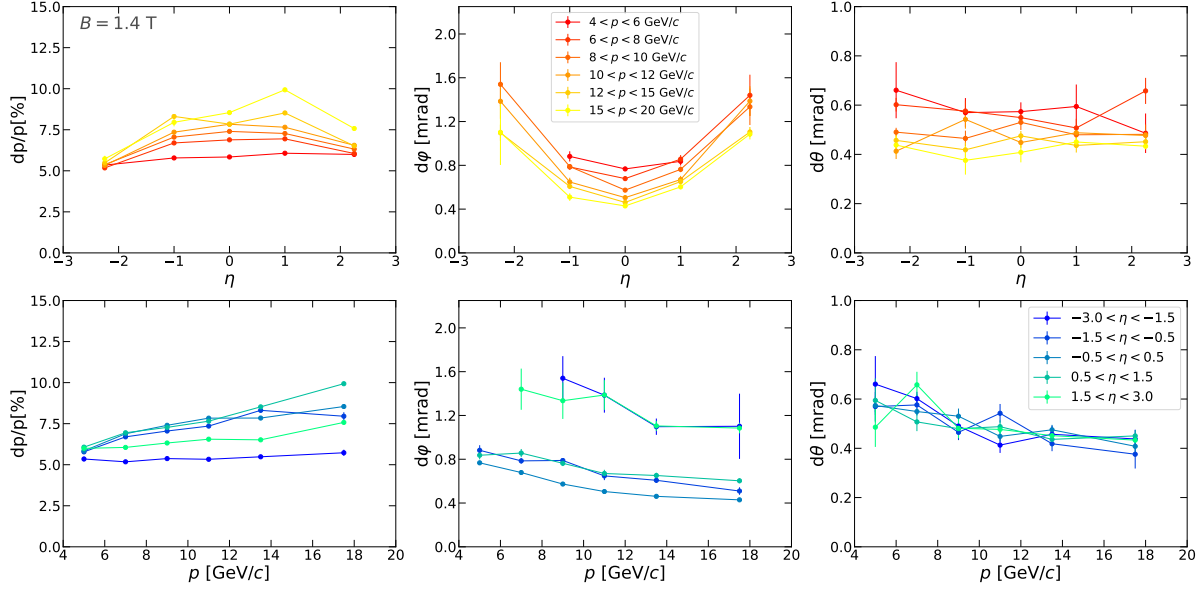 B = 1.4 T
dp/p[%]
15.0
12.5
10.0
7.5
5.0
2.5
0.0
−3 −2 −1 0 1 2 3
η
dφ [mrad]
2.0
1.6
1.2
0.8
0.4
0.0
−3 −2 −1 0 1 2 3
η
4 < p < 6 GeV/c
6 < p < 8 GeV/c
8 < p < 10 GeV/c
10 < p < 12 GeV/c
12 < p < 15 GeV/c
15 < p < 20 GeV/c
dθ [mrad]
1.0
0.8
0.6
0.4
0.2
0.0
−3 −2 −1 0 1 2 3
η
dp/p[%]
15.0
12.5
10.0
7.5
5.0
2.5
0.0
4 6 8 10 12 14 16 18 20
p [GeV/c]
dφ [mrad]
2.0
1.6
1.2
0.8
0.4
0.0
4 6 8 10 12 14 16 18 20
p [GeV/c]
dθ [mrad]
1.0
0.8
0.6
0.4
0.2
0.0
4 6 8 10 12 14 16 18 20
p [GeV/c]
−3.0 < η < −1.5
−1.5 < η < −0.5
−0.5 < η < 0.5
0.5 < η < 1.5
1.5 < η < 3.0